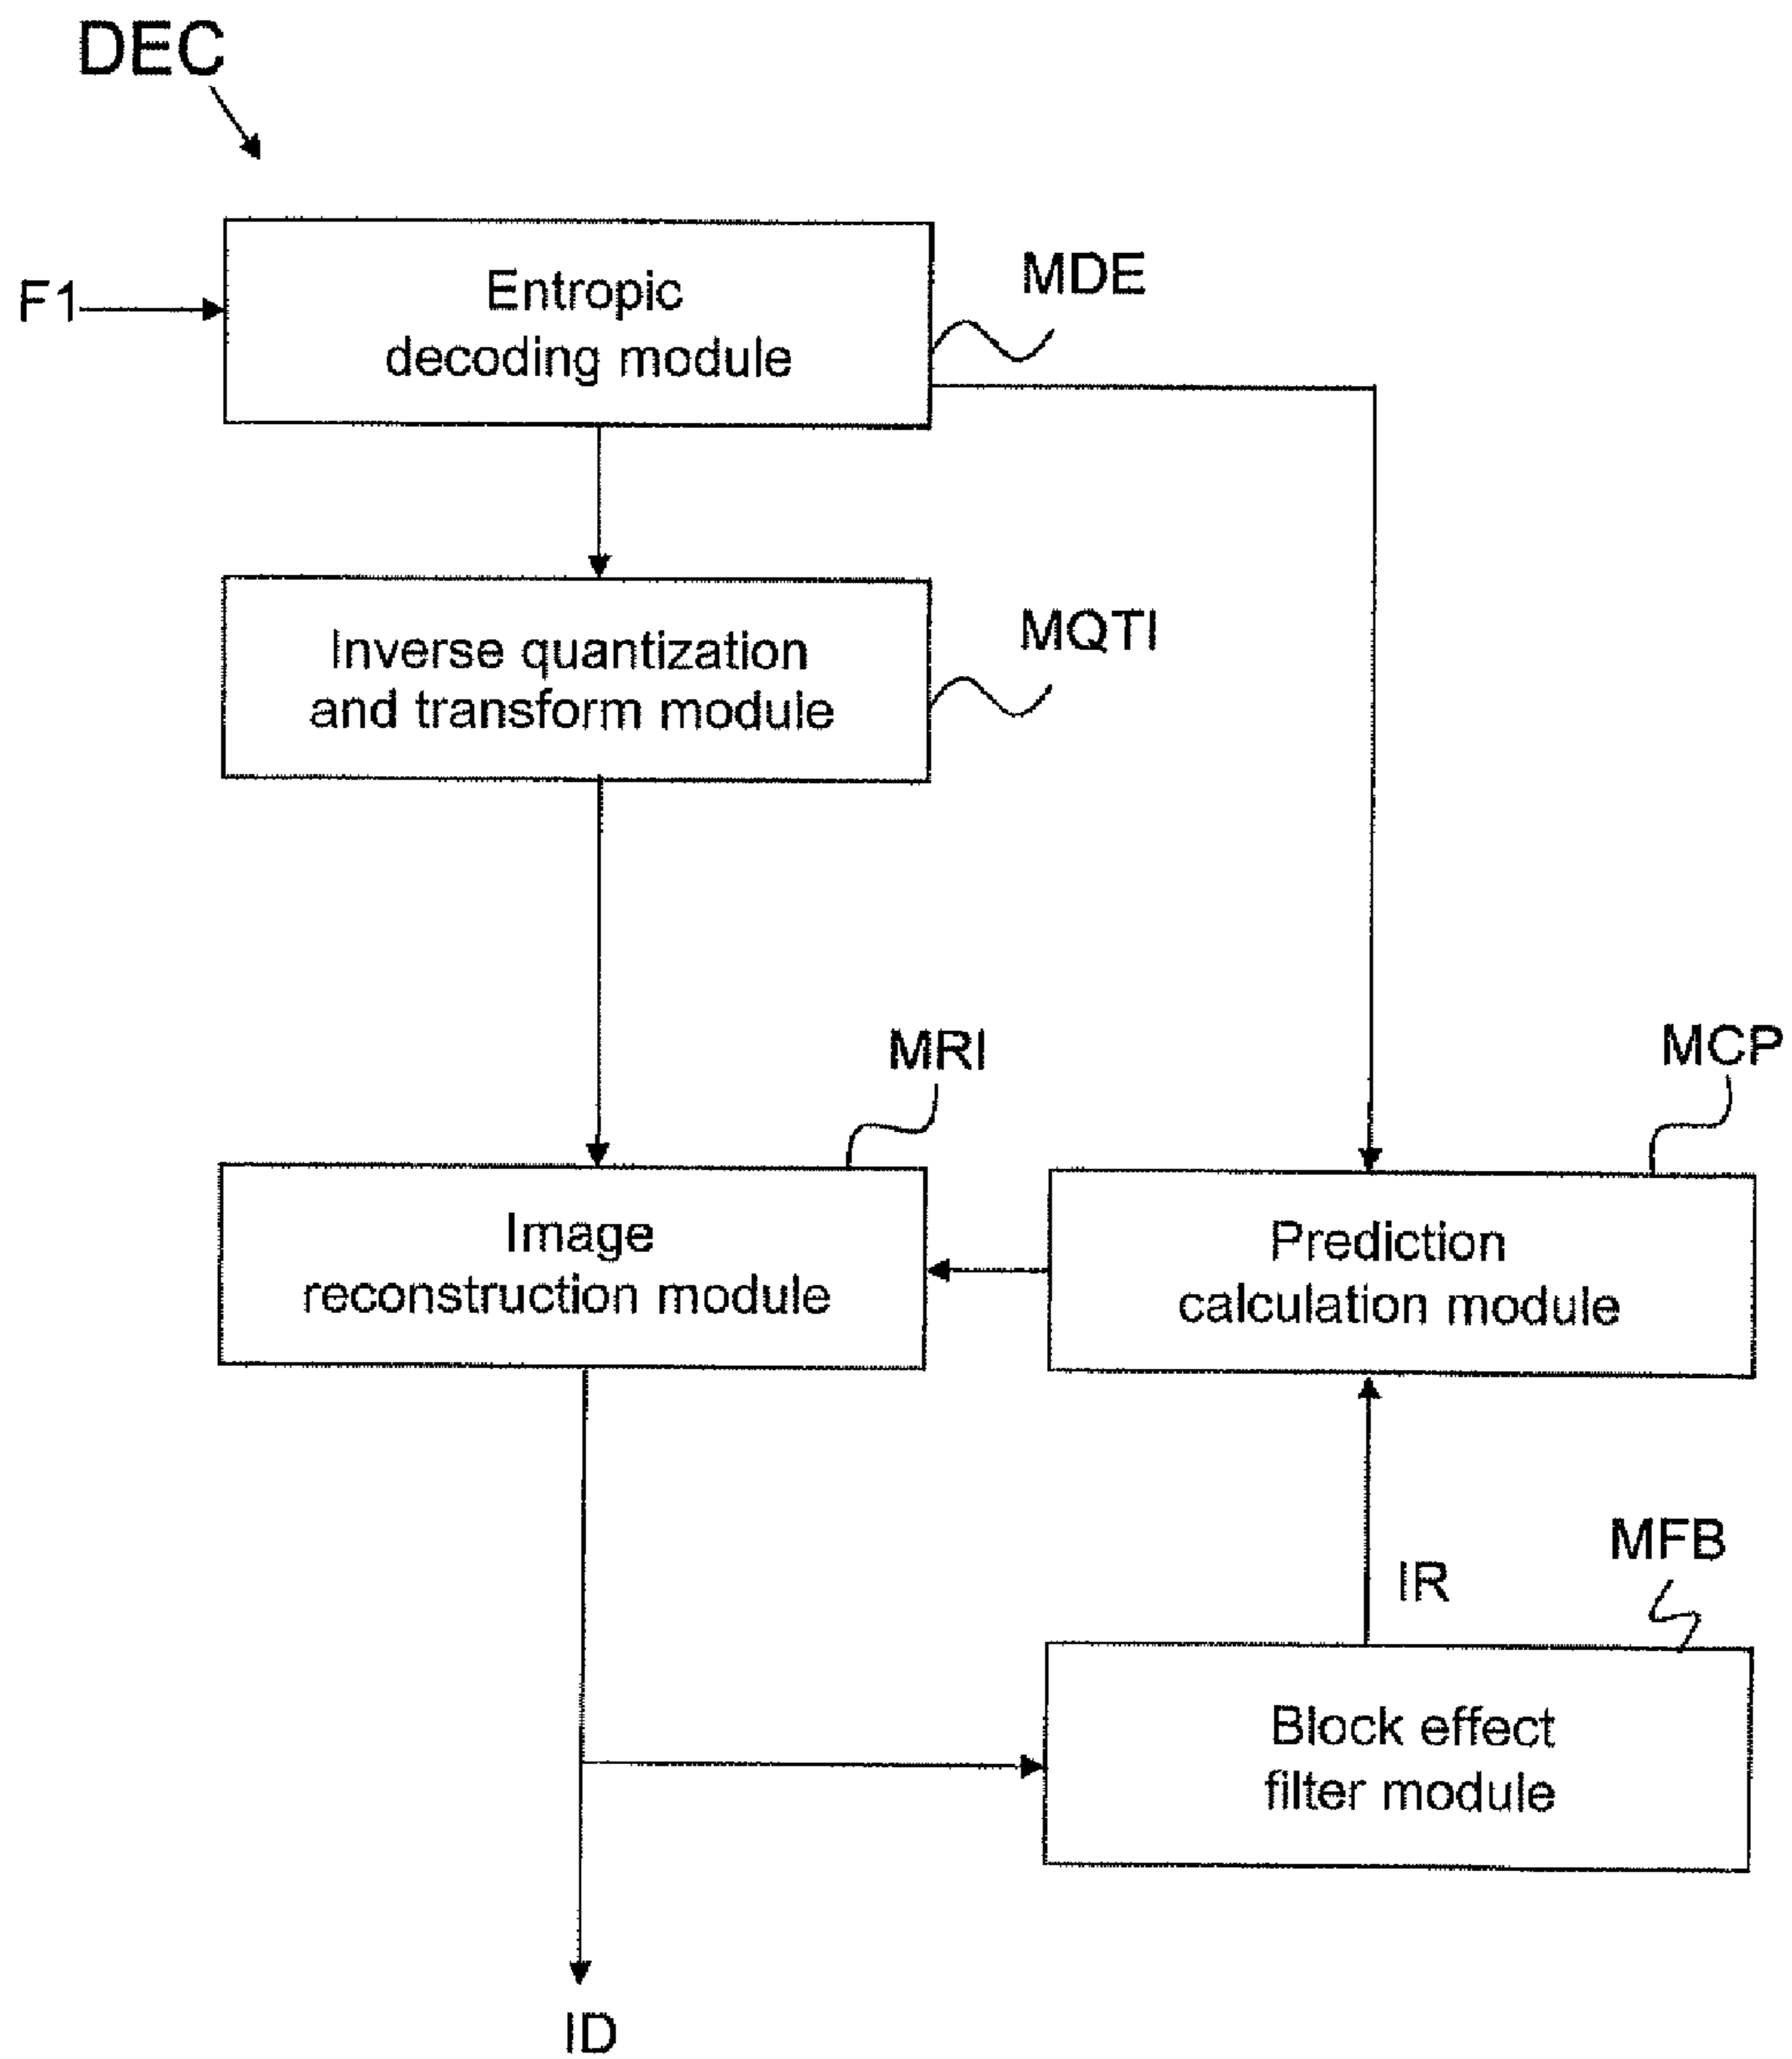 DEC
F1
Entropic
decoding module
MDE
Inverse quantization
and transform module
MQTI
MRI
MCP
Image
reconstruction module
Prediction
calculation module
IR
MFB
Block effect
filter module
ID